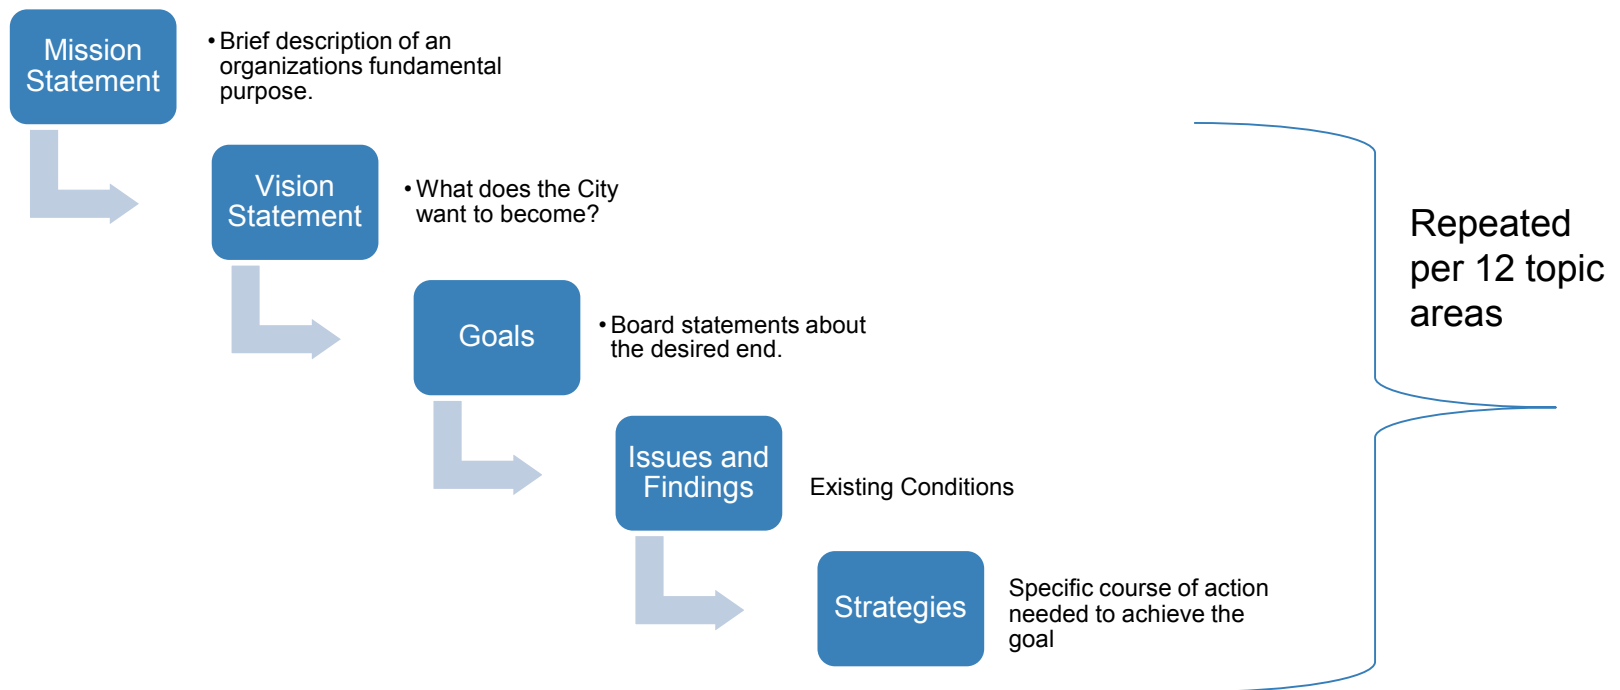 Mission
Statement
• Brief description of an
organizations fundamental
purpose.
Vision
Statement
• What does the City
want to become?
Goals
• Board statements about
the desired end.
Issues and
Findings
Existing Conditions
Strategies
Specific course of action
needed to achieve the
goal
Repeated
per 12 topic
areas